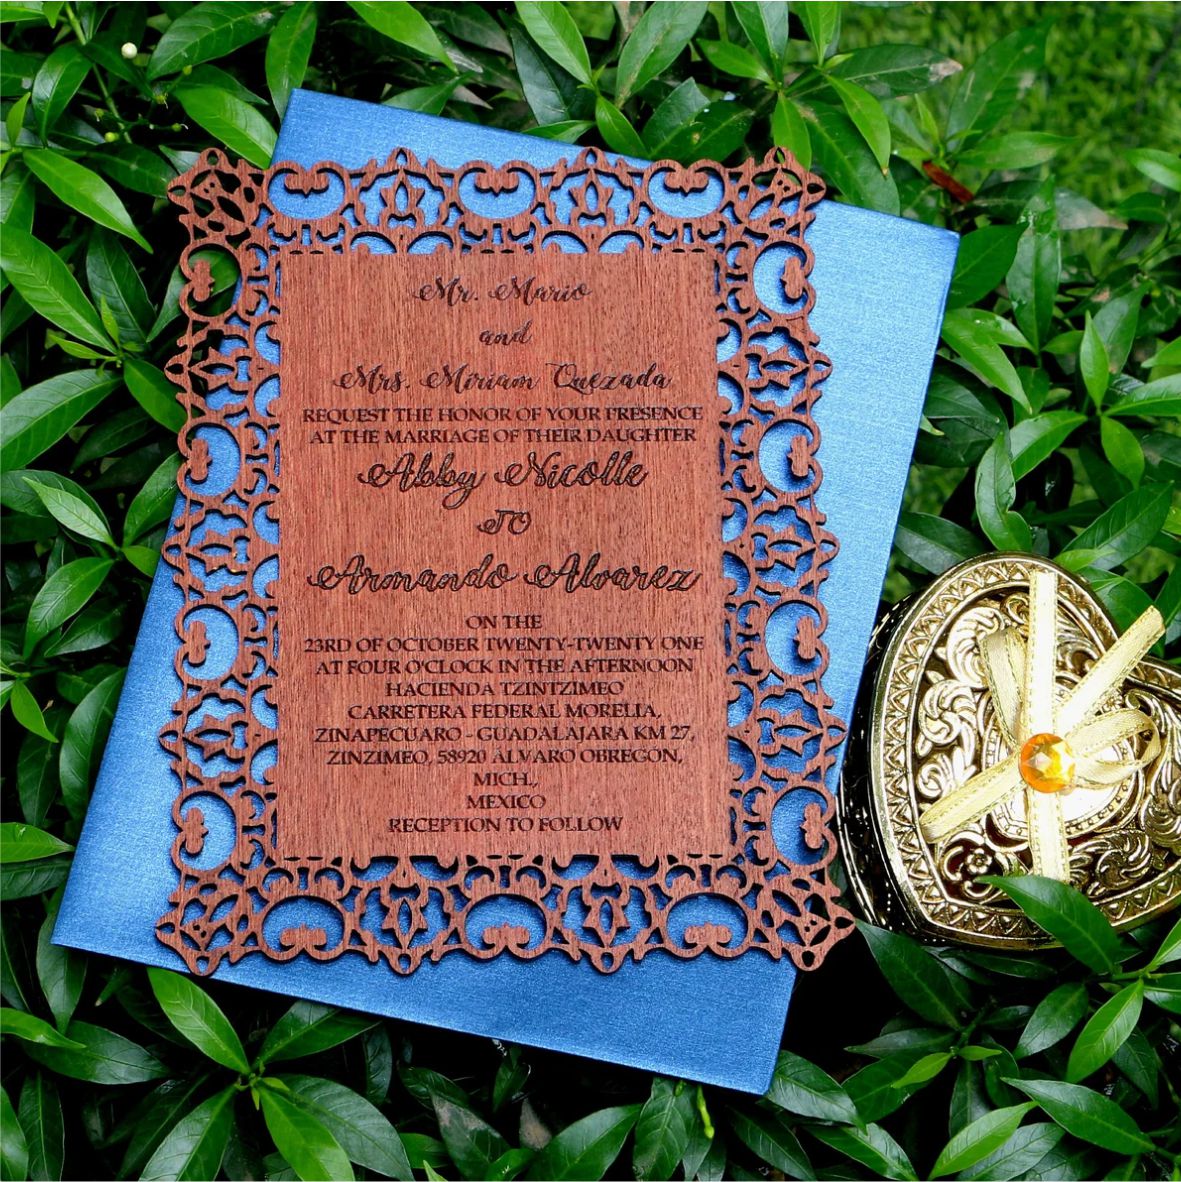 Mr. Mario
and
Mrs. Miriam Quezada
REQUEST THE HONOR OF YOUR PRESENCE
AT THE MARRIAGE OF THEIR DAUGHTER
Abby Nicolle
TO
Armando Alvarez
ON THE
23RD OF OCTOBER TWENTY-TWENTY ONE
AT FOUR O'CLOCK IN THE AFTERNOON
HACIENDA TZINTZIMEO
CARRETERA FEDERAL MORELIA,
ZINAPECUARO - GUADALAJARA KM 27,
ZINZIMEO, 58920 ÁLVARO OBREGON,
MICH.,
MEXICO
RECEPTION TO FOLLOW